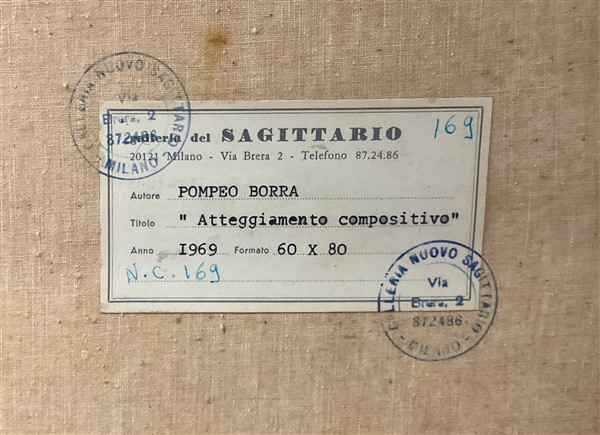 GALLERIA NUOVO SAGITTARIO
Via
Brera, 2
872486
- MILANO -
Galleria del SAGITTARIO
169
20121 Milano - Via Brera 2 - Telefono 87.24.86
Autore POMPEO BORRA
Titolo " Atteggiamento compositivo"
Anno I969 Formato 60 X 80
N.C. 169
GALLERIA NUOVO SAGITTARIO
Via
Brera, 2
872486
- MILANO -